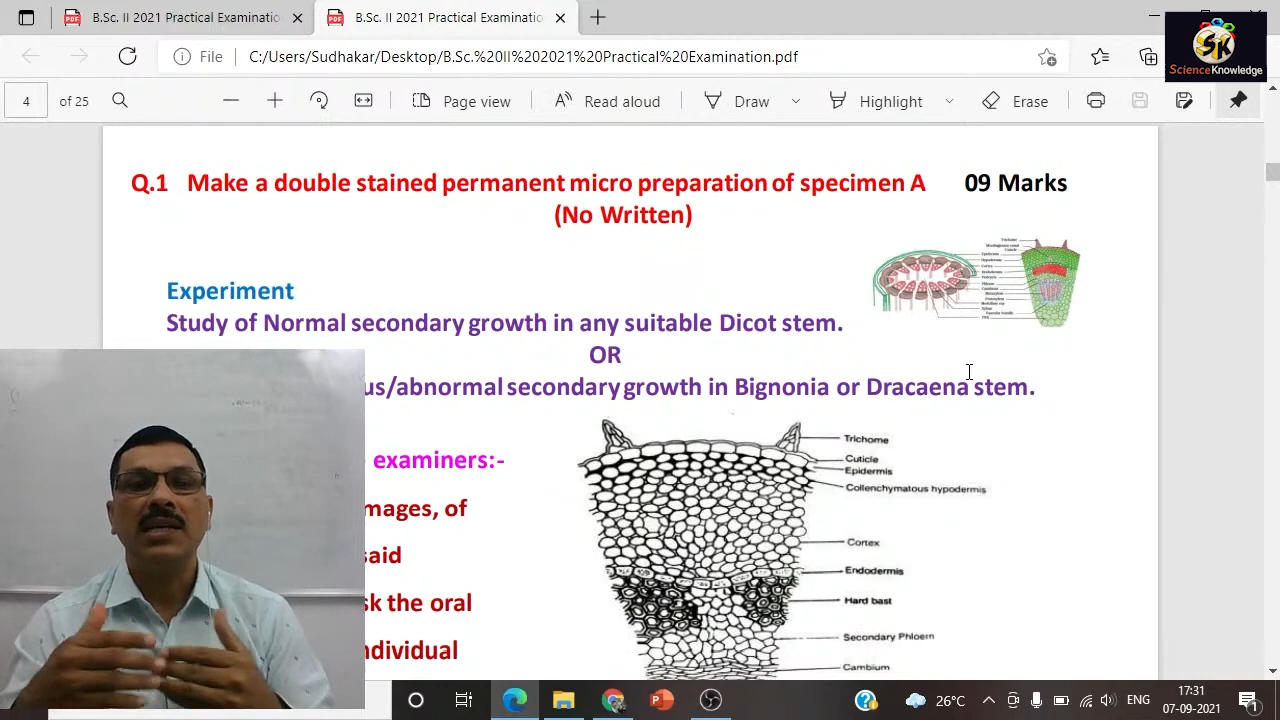 B.Sc. II 2021 Practical Examinatio
B.Sc. II 2021 Practical Examinatio
File
C:/Users/Sudhakar/Desktop/B.Sc.%20II%202021%20Practical%20Examination.pdf
SK
Science Knowledge
4 of 25
Page view
Read aloud
Draw
Highlight
Erase
Q.1 Make a double stained permanent micro preparation of specimen A 09 Marks
(No Written)
Experiment
Study of Normal secondary growth in any suitable Dicot stem.
OR
us/abnormal secondary growth in Bignonia or Dracaena stem.
examiners:-
mages, of
said
sk the oral
ndividual
Trichome
Cuticle
Epidermis
Collenchymatous hypodermis
Cortex
Endodermis
Hard bast
Secondary Phloem
Cambium
26°C
ENG
17:31
07-09-2021
1